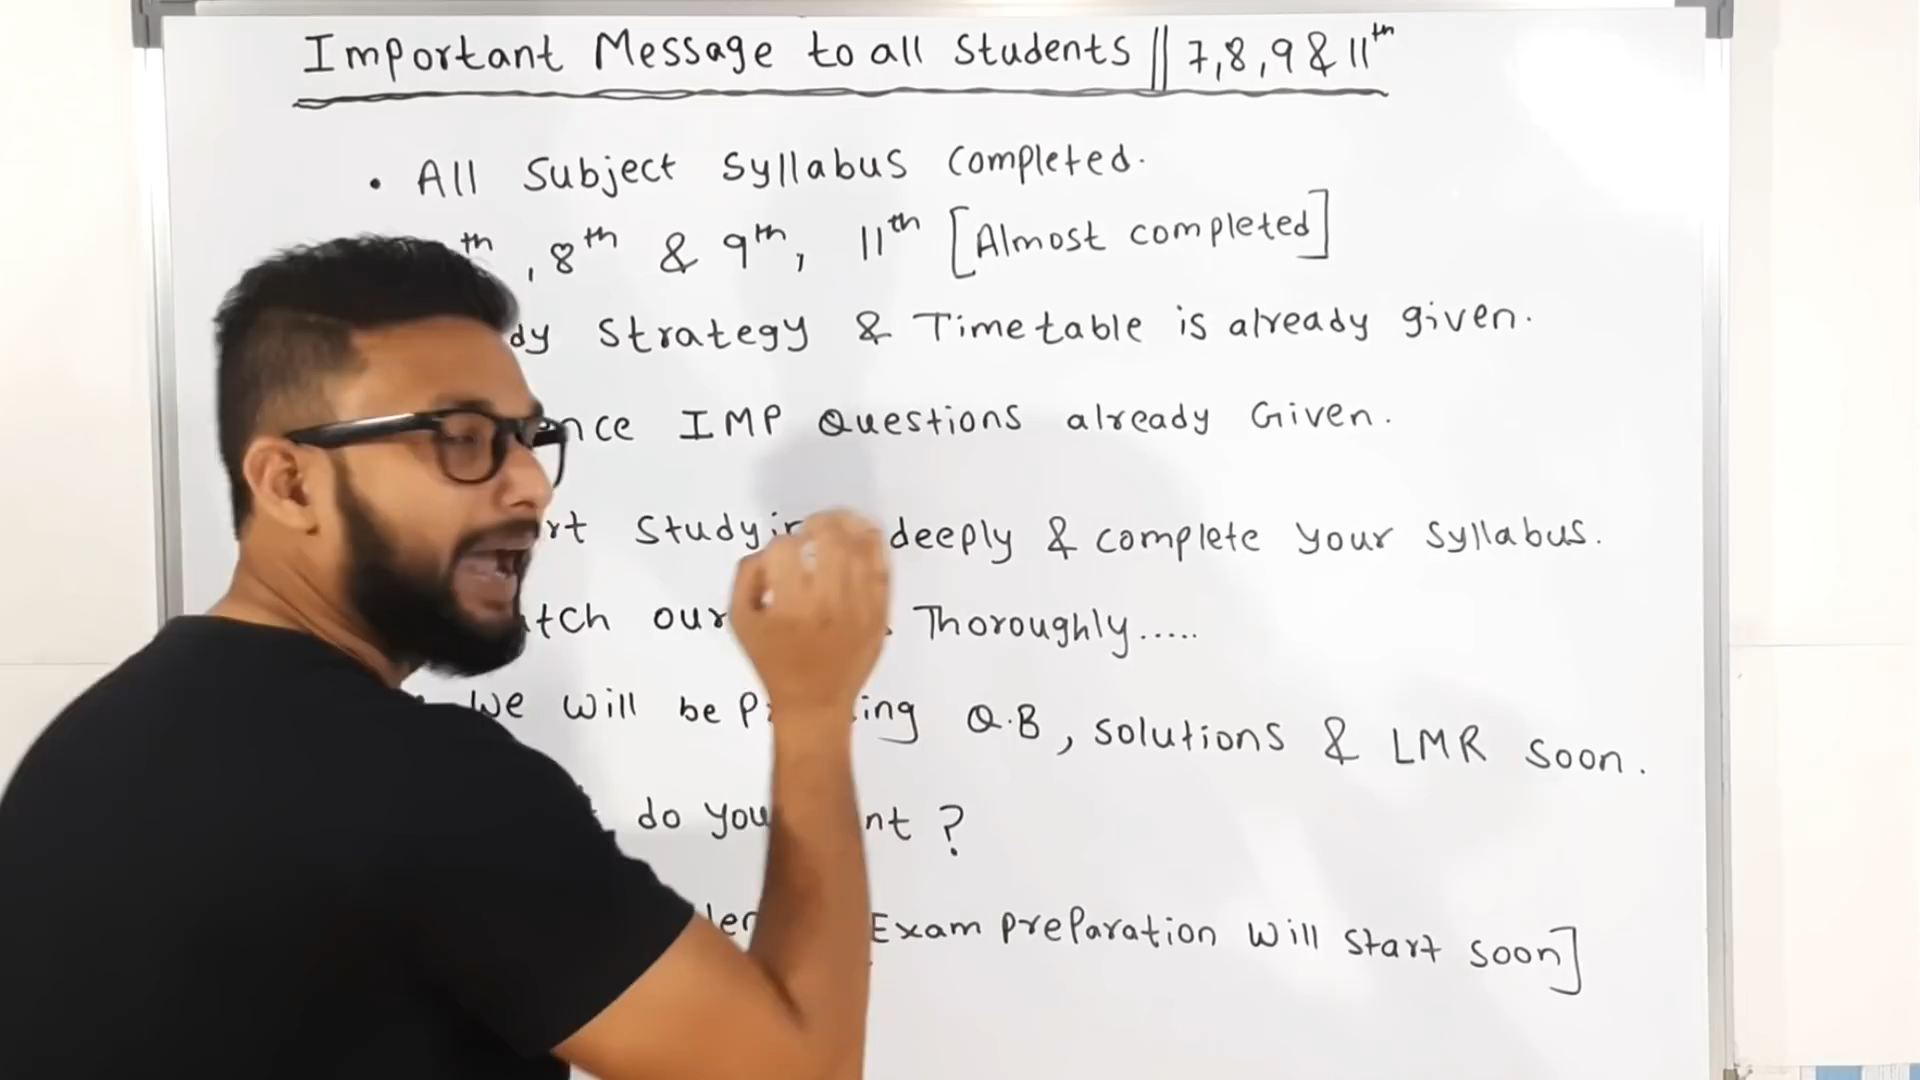 Important Message to all Students || 7,8,9 & 11th
• All Subject Syllabus Completed.
th, 8th & 9th, 11th [Almost completed]
dy Strategy & Timetable is already given.
nce IMP Questions already Given.
rt Studyin deeply & complete your syllabus.
tch our Thoroughly.....
We will be P ing Q.B, solutions & LMR soon.
do you nt ?
Exam preparation will start soon]